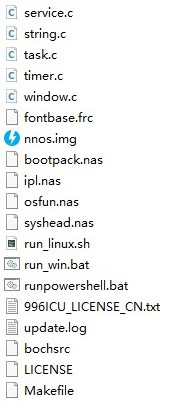 service.c
string.c
task.c
timer.c
window.c
fontbase.frc
nnos.img
bootpack.nas
ipl.nas
osfun.nas
syshead.nas
run_linux.sh
run_win.bat
runpowershell.bat
996ICU_LICENSE_CN.txt
update.log
bochsrc
LICENSE
Makefile